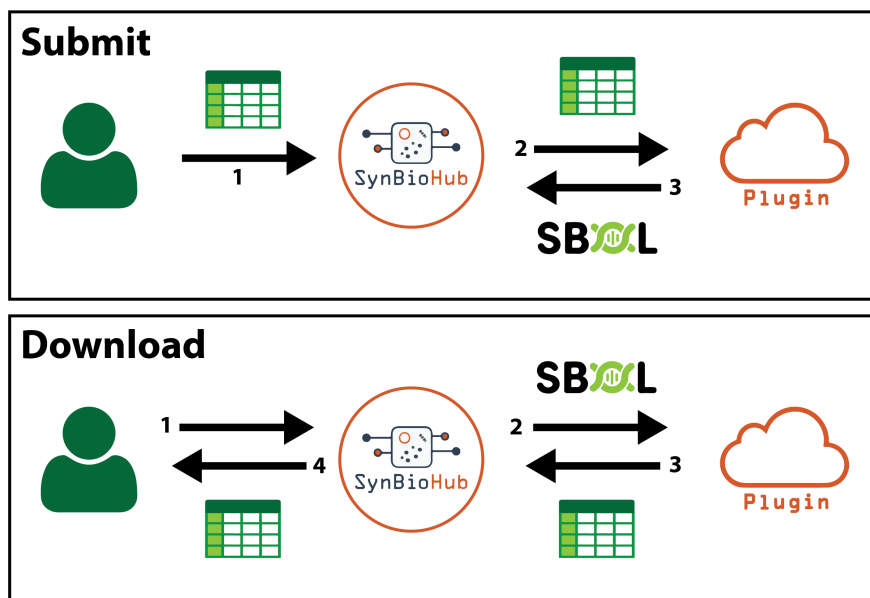 Submit
1
SynBioHub
2
3
SBOL
Plugin
Download
1
4
SynBioHub
SBOL
2
3
Plugin